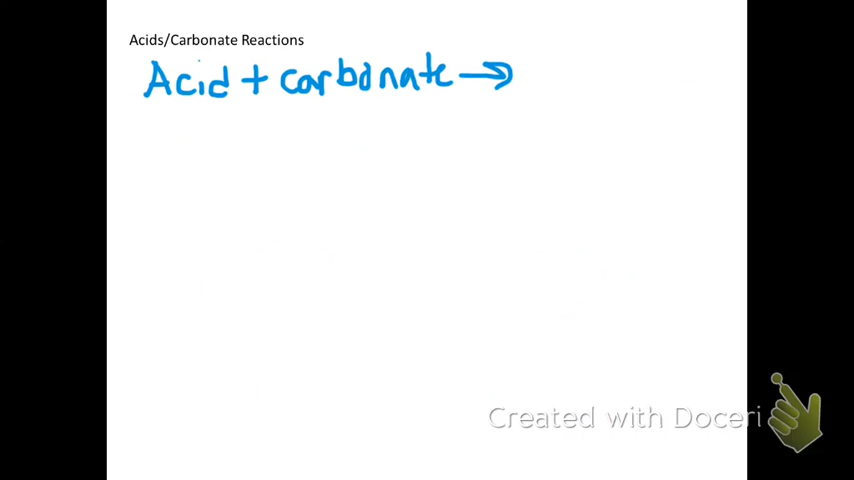 Acids/Carbonate Reactions
Acid + carbonate →
Created with Doceri